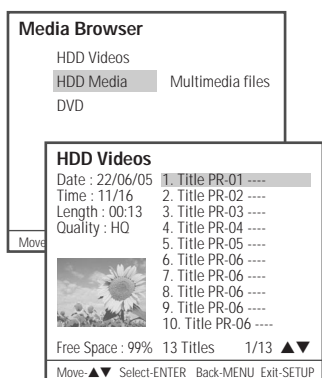 Media Browser
HDD Videos
HDD Media Multimedia files
DVD
Move
HDD Videos
Date : 22/06/05 1. Title PR-01 ----
Time : 11/16 2. Title PR-02 ----
Length : 00:13 3. Title PR-03 ----
Quality : HQ 4. Title PR-04 ----
5. Title PR-05 ----
6. Title PR-06 ----
7. Title PR-06 ----
8. Title PR-06 ----
9. Title PR-06 ----
10. Title PR-06 ----
Free Space : 99% 13 Titles 1/13 ▲▼
Move-▲▼ Select-ENTER Back-MENU Exit-SETUP